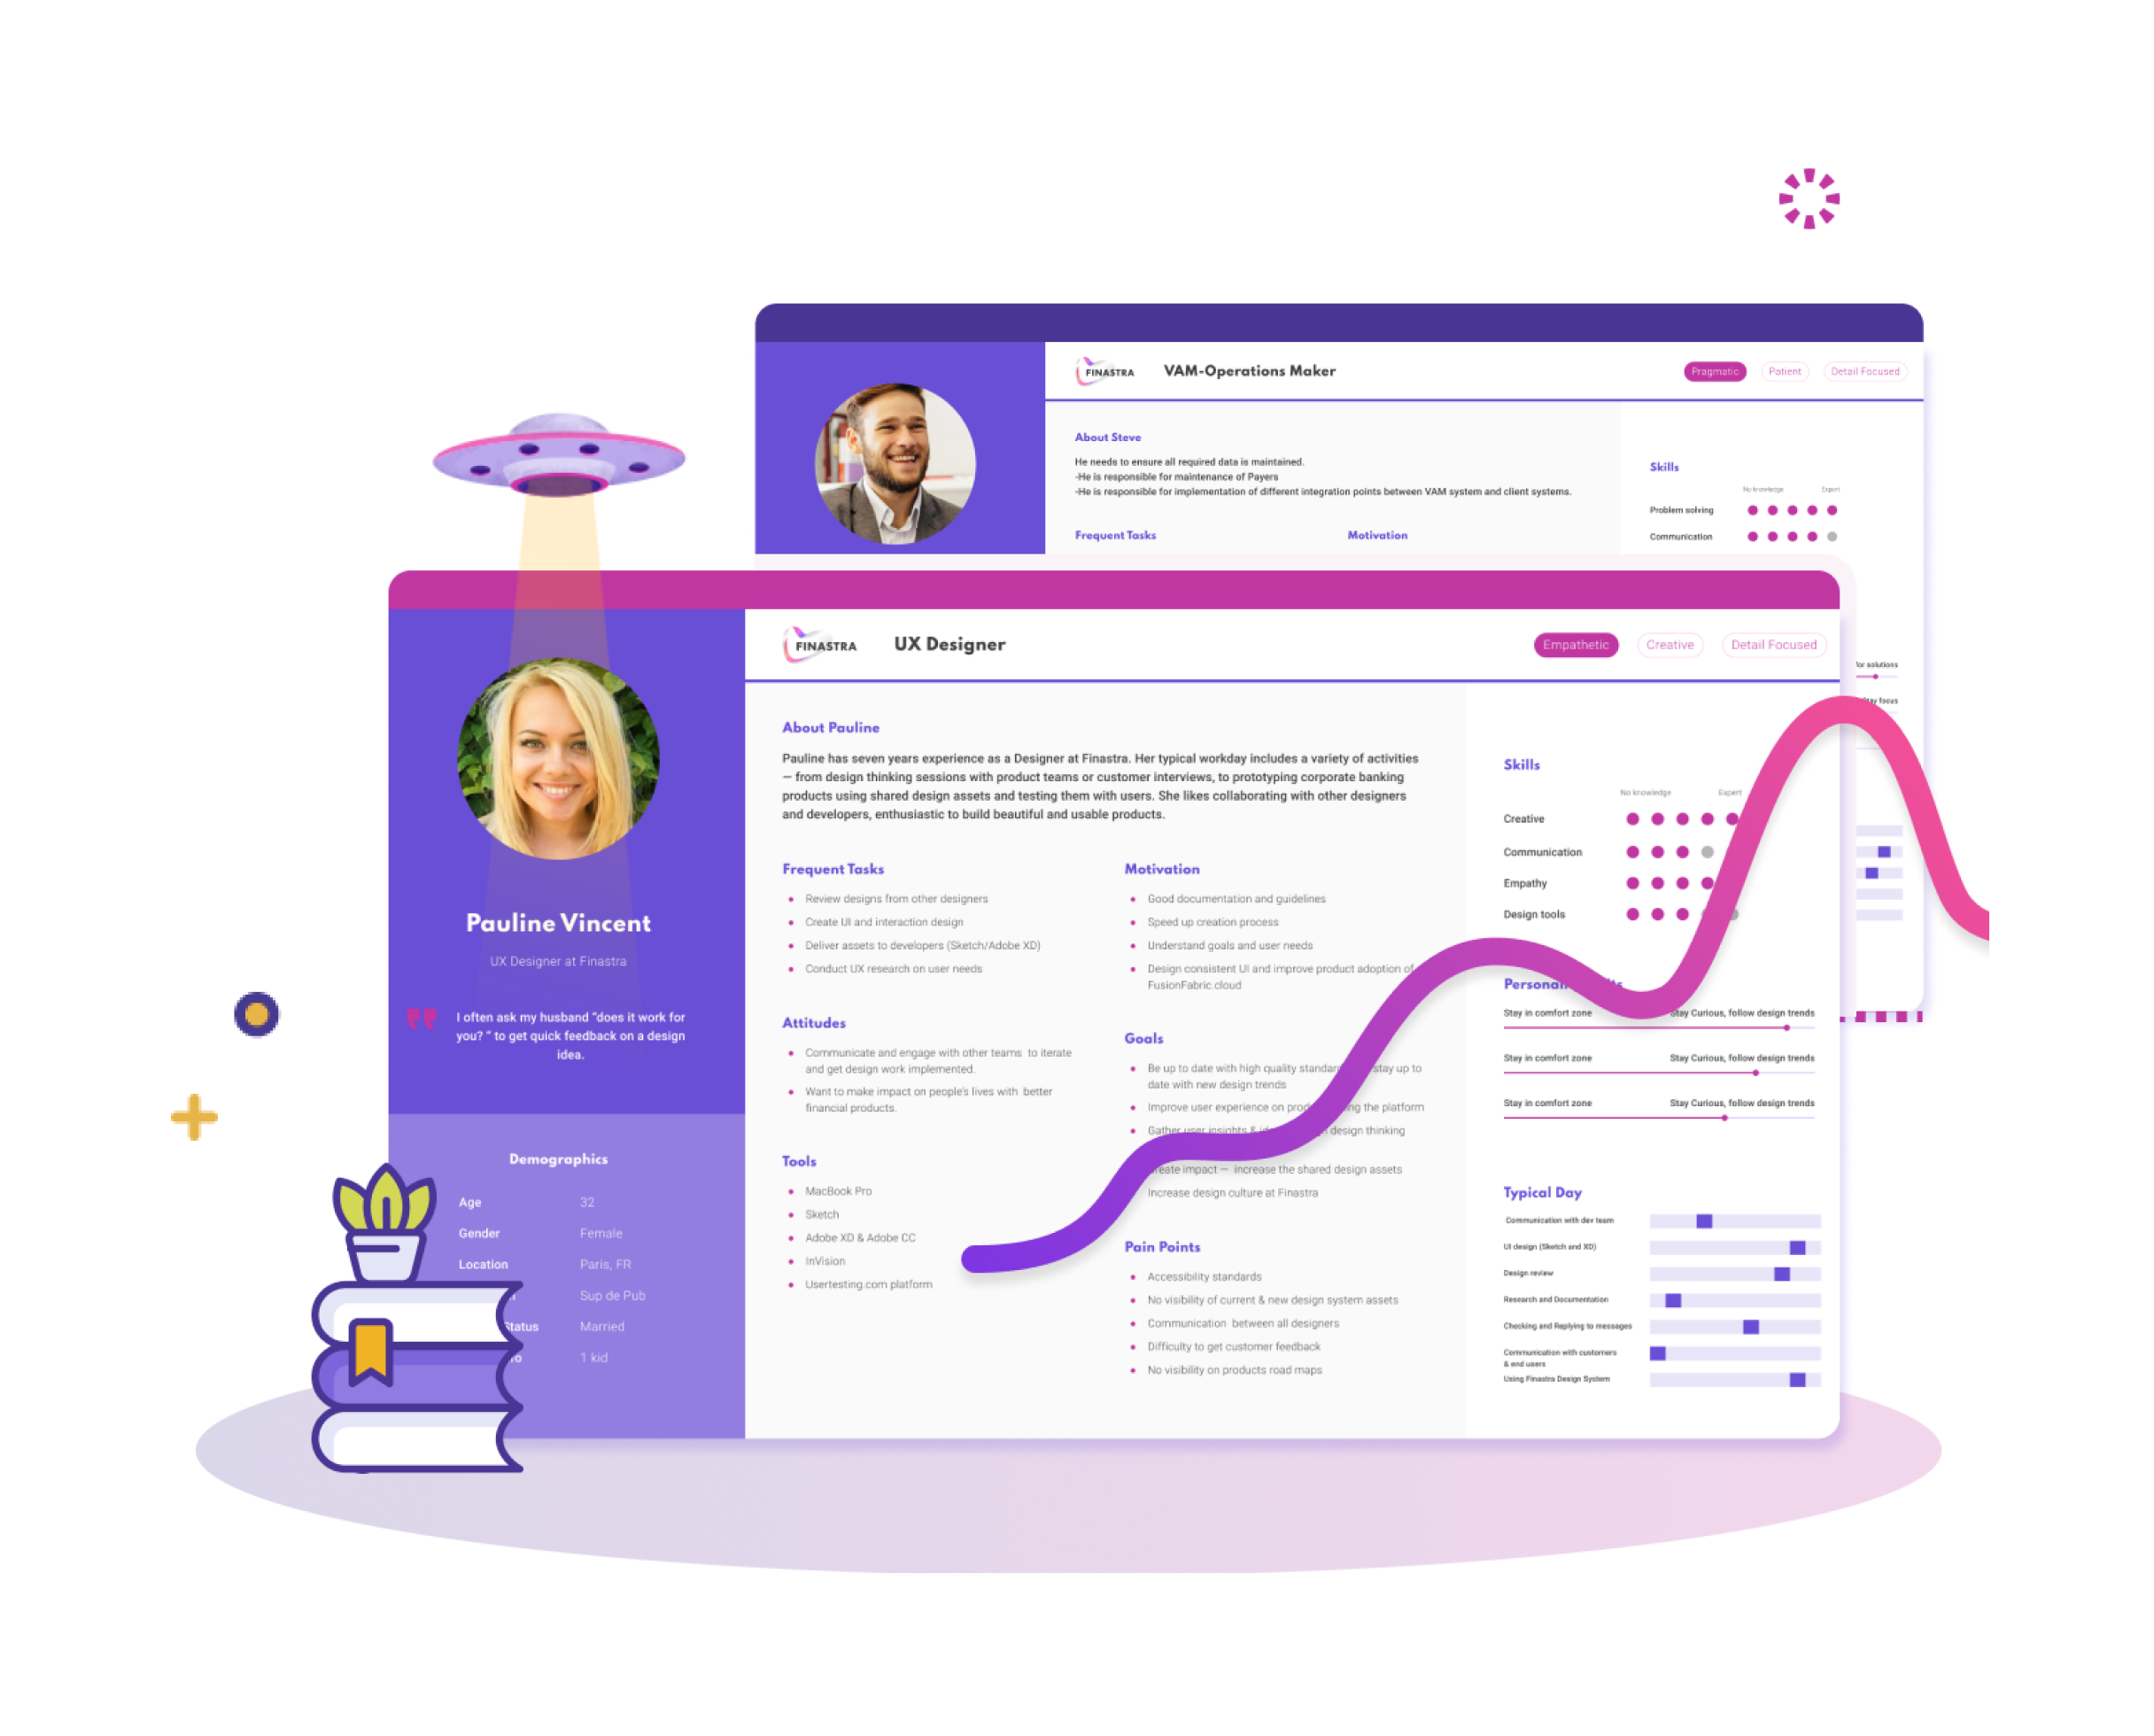 FINASTRA
VAM-Operations Maker
Pragmatic
Patient
Detail Focused
About Steve
He needs to ensure all required data is maintained.
-He is responsible for maintenance of Payers
-He is responsible for implementation of different integration points between VAM system and client systems.
Frequent Tasks
Motivation
Skills
No knowledge
Expert
Problem solving
Communication
for solutions
Stay focus
FINASTRA
UX Designer
Empathetic
Creative
Detail Focused
Pauline Vincent
UX Designer at Finastra
I often ask my husband "does it work for
you? " to get quick feedback on a design
idea.
Demographics
Age 32
Gender Female
Location Paris, FR
Sup de Pub
Status Married
1 kid
About Pauline
Pauline has seven years experience as a Designer at Finastra. Her typical workday includes a variety of activities
— from design thinking sessions with product teams or customer interviews, to prototyping corporate banking
products using shared design assets and testing them with users. She likes collaborating with other designers
and developers, enthusiastic to build beautiful and usable products.
Frequent Tasks
Review designs from other designers
Create UI and interaction design
Deliver assets to developers (Sketch/Adobe XD)
Conduct UX research on user needs
Attitudes
Communicate and engage with other teams to iterate
and get design work implemented.
Want to make impact on people's lives with better
financial products.
Tools
MacBook Pro
Sketch
Adobe XD & Adobe CC
InVision
Usertesting.com platform
Motivation
Good documentation and guidelines
Speed up creation process
Understand goals and user needs
Design consistent UI and improve product adoption of
FusionFabric.cloud
Goals
Be up to date with high quality standar stay up to
date with new design trends
Improve user experience on prod ng the platform
Gather user insights & design thinking
Create impact — increase the shared design assets
Increase design culture at Finastra
Pain Points
Accessibility standards
No visibility of current & new design system assets
Communication between all designers
Difficulty to get customer feedback
No visibility on products road maps
Skills
No knowledge
Expert
Creative
Communication
Empathy
Design tools
Stay in comfort zone Stay Curious, follow design trends
Stay in comfort zone Stay Curious, follow design trends
Stay in comfort zone Stay Curious, follow design trends
Typical Day
Communication with dev team
UI design (Sketch and XD)
Design review
Research and Documentation
Checking and Replying to messages
Communication with customers
& end users
Using Finastra Design System